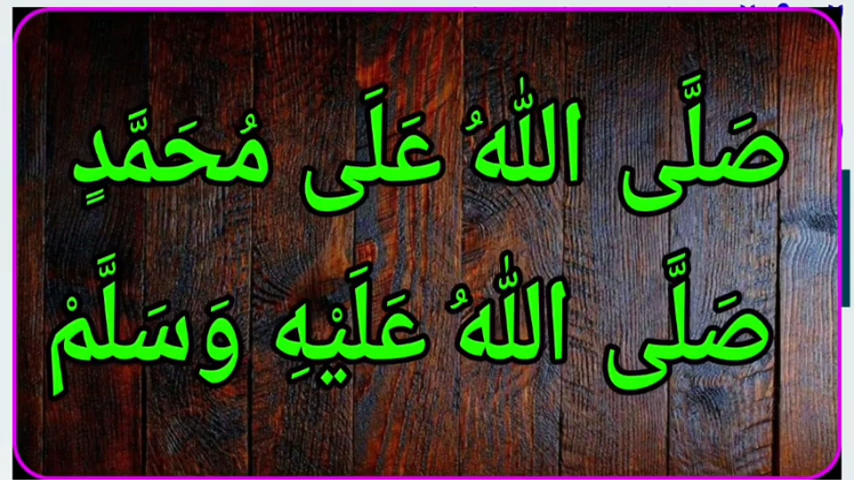 صَلَّى اللّٰهُ عَلَى مُحَمَّدٍ
صَلَّى اللّٰهُ عَلَيْهِ وَسَلَّمْ